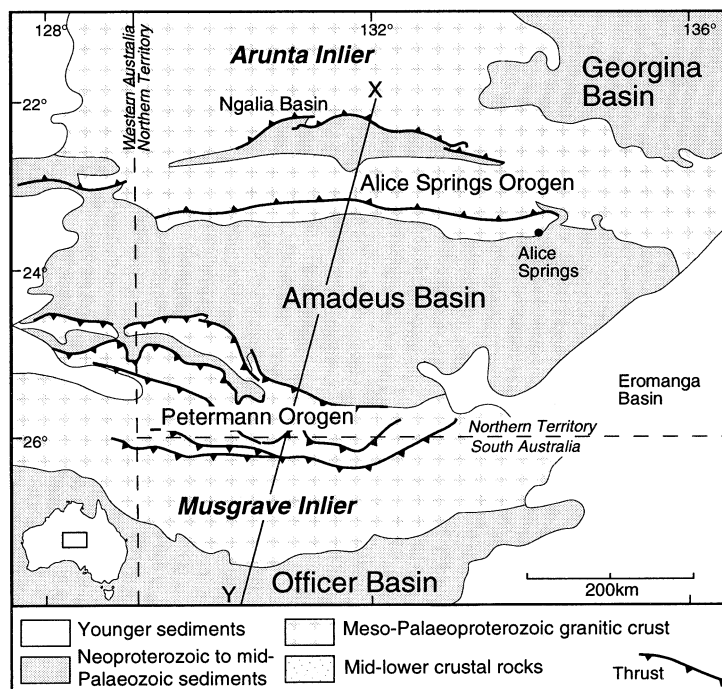 128°
132°
136°
Arunta Inlier
Georgina
Basin
X
22°
Western Australia
Northern Territory
Ngalia Basin
Alice Springs Orogen
24°
Alice
Springs
Amadeus Basin
Eromanga
Basin
Petermann Orogen
Northern Territory
South Australia
26°
Musgrave Inlier
Y
Officer Basin
200km
Younger sediments
Meso-Palaeoproterozoic granitic crust
Neoproterozoic to mid-
Palaeozoic sediments
Mid-lower crustal rocks
Thrust